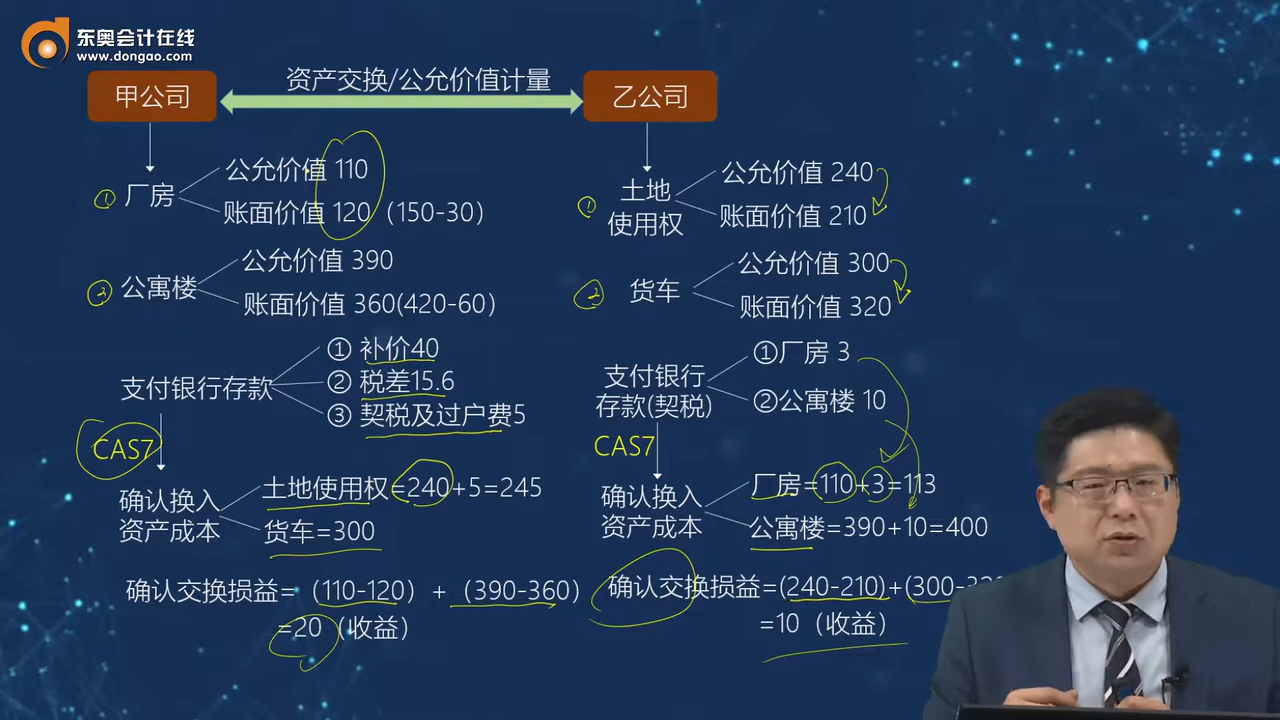 东奥会计在线
www.dongao.com
资产交换/公允价值计量
甲公司
乙公司
① 厂房
公允价值 110
账面价值 120（150-30）
② 公寓楼
公允价值 390
账面价值 360(420-60）
支付银行存款
① 补价40
② 税差15.6
③ 契税及过户费5
CAS7
确认换入
资产成本
土地使用权=240+5=245
货车=300
确认交换损益=（110-120）+（390-360）
=20（收益）
① 土地
使用权
公允价值 240
账面价值 210
② 货车
公允价值 300
账面价值 320
支付银行
存款(契税)
①厂房 3
②公寓楼 10
CAS7
确认换入
资产成本
厂房=110+3=113
公寓楼=390+10=400
确认交换损益=(240-210)+(300-
=10（收益）